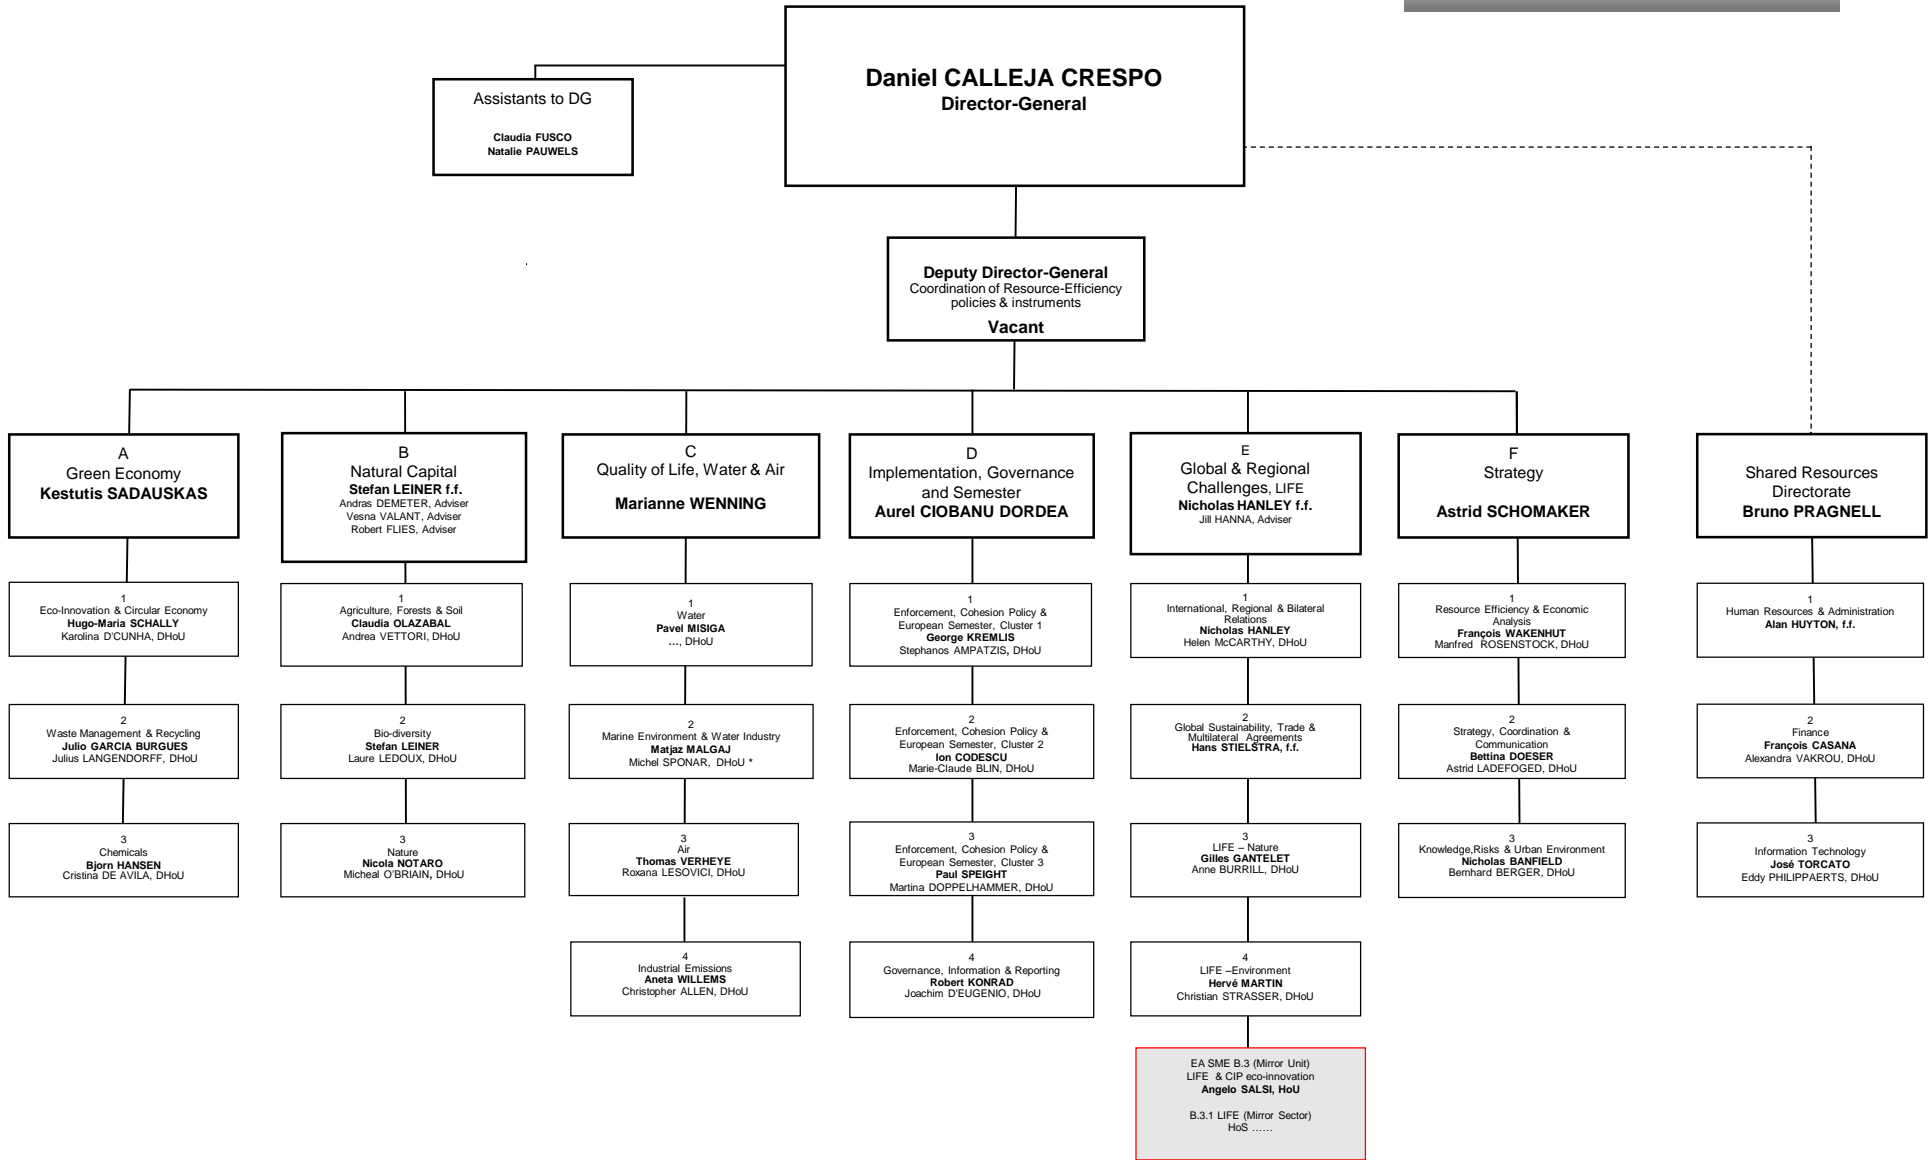 Daniel CALLEJA CRESPO
Director-General
Assistants to DG
Claudia FUSCO
Natalie PAUWELS
Deputy Director-General
Coordination of Resource-Efficiency
policies & instruments
Vacant
A
Green Economy
Kestutis SADAUSKAS
B
Natural Capital
Stefan LEINER f.f.
Andras DEMETER, Adviser
Vesna VALANT, Adviser
Robert FLIES, Adviser
C
Quality of Life, Water & Air
Marianne WENNING
D
Implementation, Governance
and Semester
Aurel CIOBANU DORDEA
E
Global & Regional
Challenges, LIFE
Nicholas HANLEY f.f.
Jill HANNA, Adviser
F
Strategy
Astrid SCHOMAKER
Shared Resources
Directorate
Bruno PRAGNELL
1
Eco-Innovation & Circular Economy
Hugo-Maria SCHALLY
Karolina D'CUNHA, DHoU
1
Agriculture, Forests & Soil
Claudia OLAZABAL
Andrea VETTORI, DHoU
1
Water
Pavel MISIGA
…, DHoU
1
Enforcement, Cohesion Policy &
European Semester, Cluster 1
George KREMLIS
Stephanos AMPATZIS, DHoU
1
International, Regional & Bilateral
Relations
Nicholas HANLEY
Helen McCARTHY, DHoU
1
Resource Efficiency & Economic
Analysis
François WAKENHUT
Manfred ROSENSTOCK, DHoU
1
Human Resources & Administration
Alan HUYTON, f.f.
2
Waste Management & Recycling
Julio GARCIA BURGUES
Julius LANGENDORFF, DHoU
2
Bio-diversity
Stefan LEINER
Laure LEDOUX, DHoU
2
Marine Environment & Water Industry
Matjaz MALGAJ
Michel SPONAR, DHoU *
2
Enforcement, Cohesion Policy &
European Semester, Cluster 2
Ion CODESCU
Marie-Claude BLIN, DHoU
2
Global Sustainability, Trade &
Multilateral Agreements
Hans STIELSTRA, f.f.
2
Strategy, Coordination &
Communication
Bettina DOESER
Astrid LADEFOGED, DHoU
2
Finance
François CASANA
Alexandra VAKROU, DHoU
3
Chemicals
Bjorn HANSEN
Cristina DE AVILA, DHoU
3
Nature
Nicola NOTARO
Micheal O'BRIAIN, DHoU
3
Air
Thomas VERHEYE
Roxana LESOVICI, DHoU
3
Enforcement, Cohesion Policy &
European Semester, Cluster 3
Paul SPEIGHT
Martina DOPPELHAMMER, DHoU
3
LIFE – Nature
Gilles GANTELET
Anne BURRILL, DHoU
3
Knowledge,Risks & Urban Environment
Nicholas BANFIELD
Bernhard BERGER, DHoU
3
Information Technology
José TORCATO
Eddy PHILIPPAERTS, DHoU
4
Industrial Emissions
Aneta WILLEMS
Christopher ALLEN, DHoU
4
Governance, Information & Reporting
Robert KONRAD
Joachim D'EUGENIO, DHoU
4
LIFE –Environment
Hervé MARTIN
Christian STRASSER, DHoU
EA SME B.3 (Mirror Unit)
LIFE & CIP eco-innovation
Angelo SALSI, HoU
B.3.1 LIFE (Mirror Sector)
HoS ……